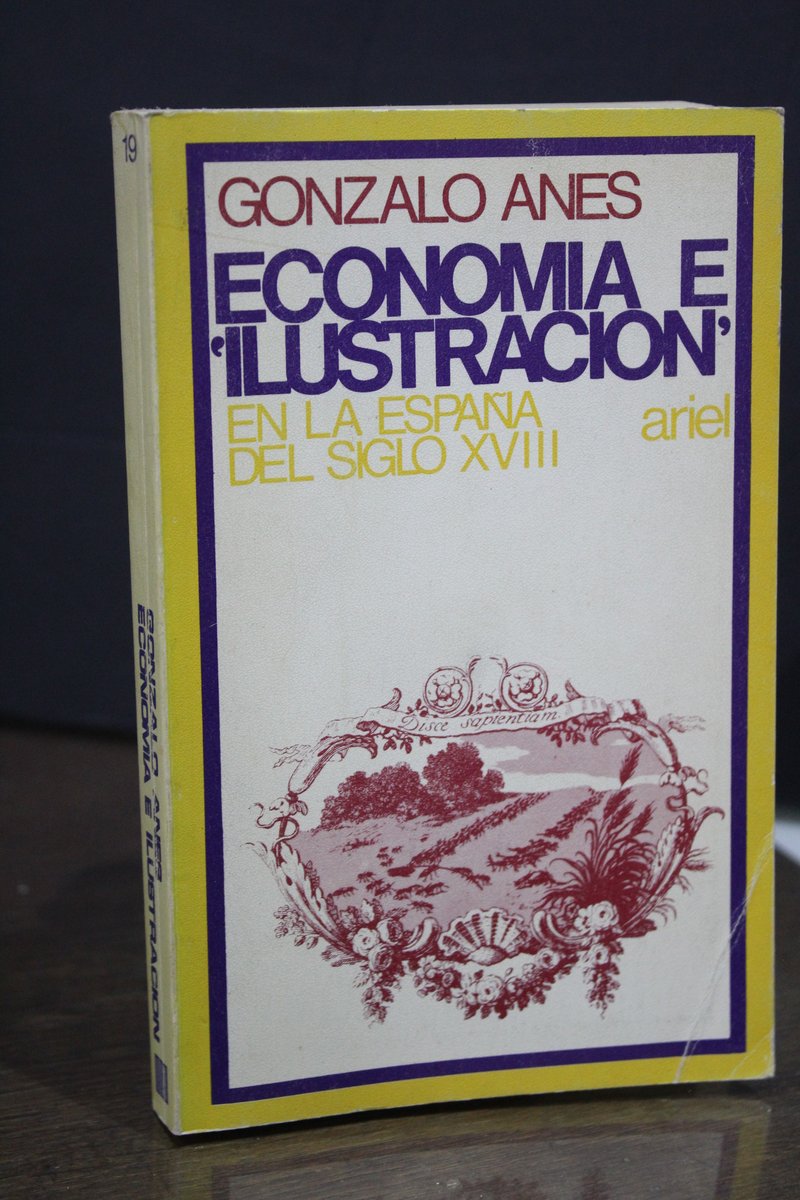 19
GONZALO ANES
ECONOMIA E ILUSTRACION
GONZALO ANES
ECONOMIA E
‘ILUSTRACION’
EN LA ESPAÑA
DEL SIGLO XVIII
ariel
Disce sapientiam